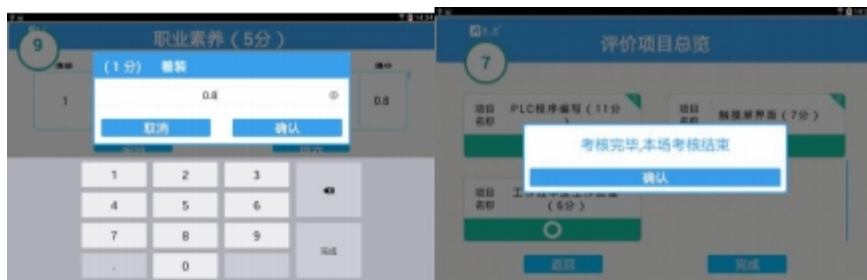 9
职业素养（5分）
（1分） 着装
1
0.8
0.8
取消
确认
1 2 3
4 5 6
7 8 9
. 0
完成
7
评价项目总览
项目名称
PLC程序编写（11分）
项目名称
触摸屏界面（7分）
考核完毕,本场考核结束
确认
项目名称
（6分）
返回
完成